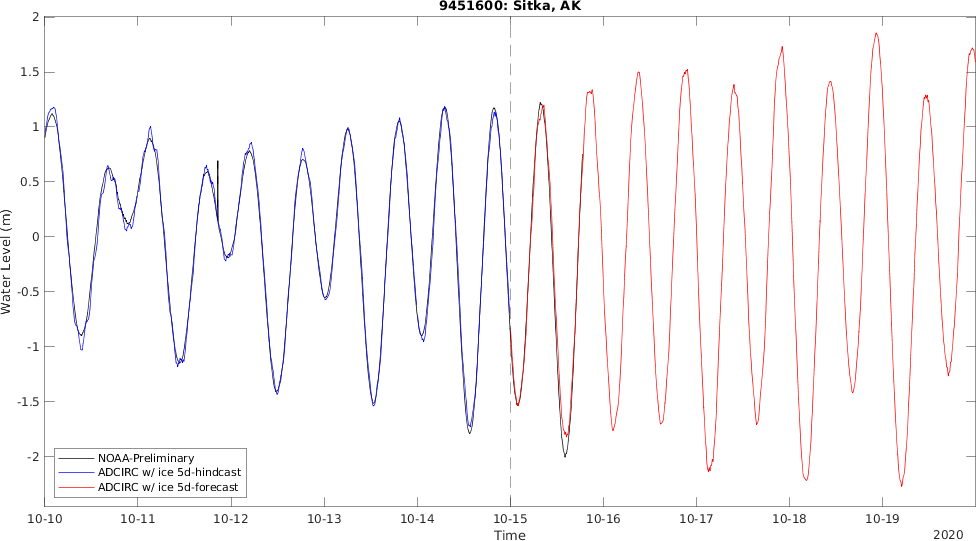 9451600: Sitka, AK
2
1.5
1
0.5
0
-0.5
-1
-1.5
-2
Water Level (m)
NOAA-Preliminary
ADCIRC w/ ice 5d-hindcast
ADCIRC w/ ice 5d-forecast
10-10 10-11 10-12 10-13 10-14 10-15 10-16 10-17 10-18 10-19
Time
2020